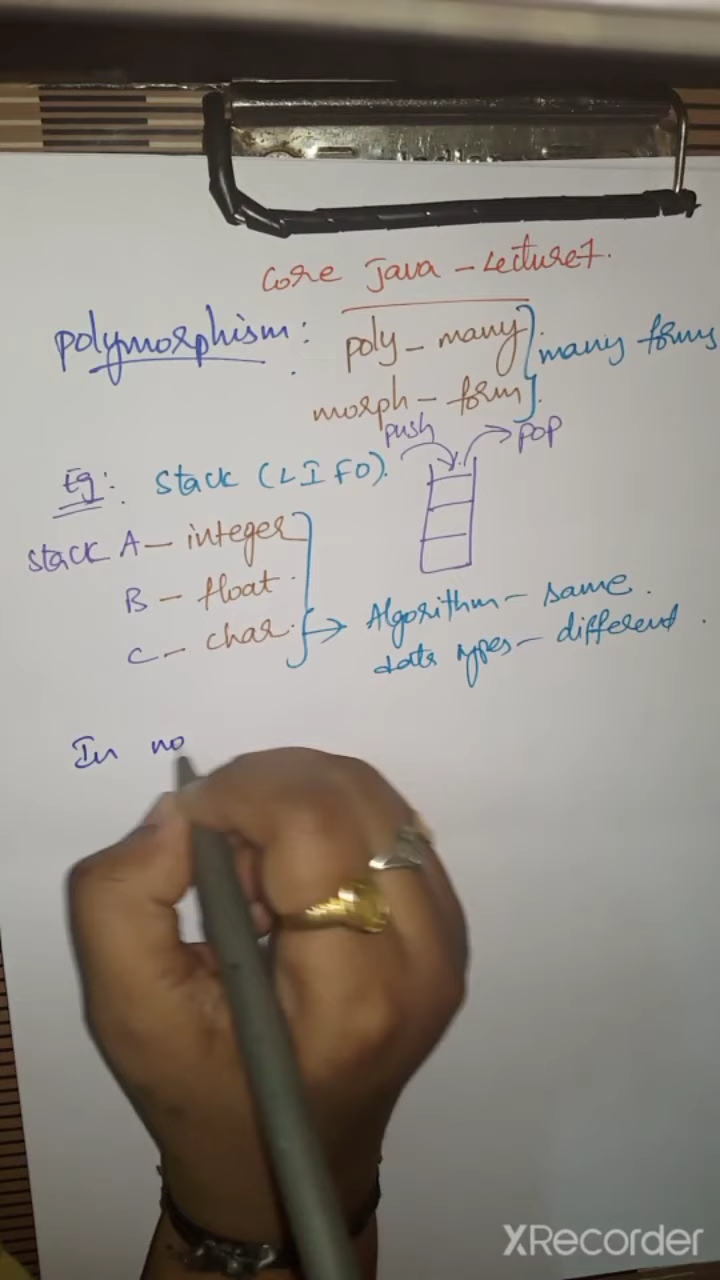 Core Java - Lecture 7.
polymorphism : poly - many } many forms
morph - form
push pop
Eg: Stack (LIFO).
Stack A - integer
B - float
C - char. → Algorithm - same.
data types - different.
In no
XRecorder